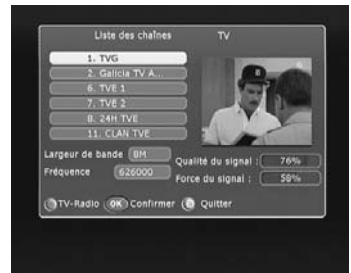 Liste des chaînes TV
1. TVG
2. Galicia TV A...
6. TVE 1
7. TVE 2
8. 24H TVE
11. CLAN TVE
Largeur de bande 8M
Fréquence 626000
Qualité du signal : 76%
Force du signal : 58%
TV-Radio OK Confirmer Quitter